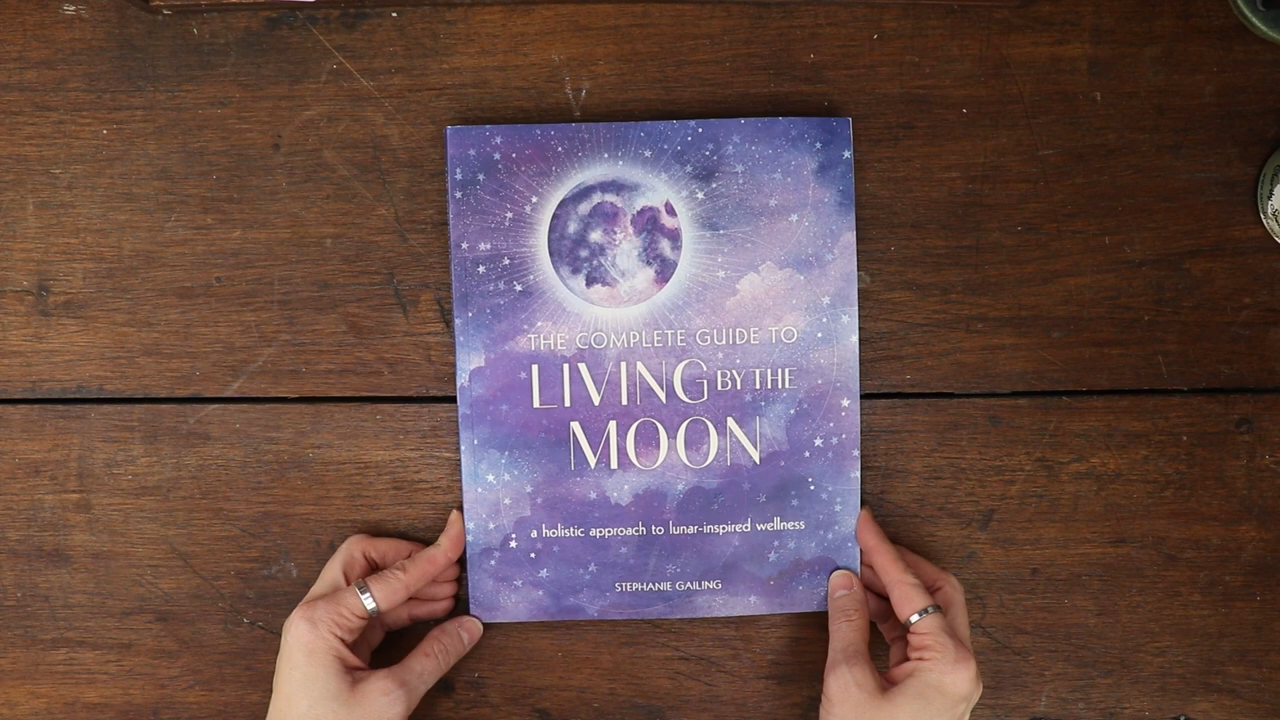 THE COMPLETE GUIDE TO
LIVING BY THE
MOON
a holistic approach to lunar-inspired wellness
STEPHANIE GAILING